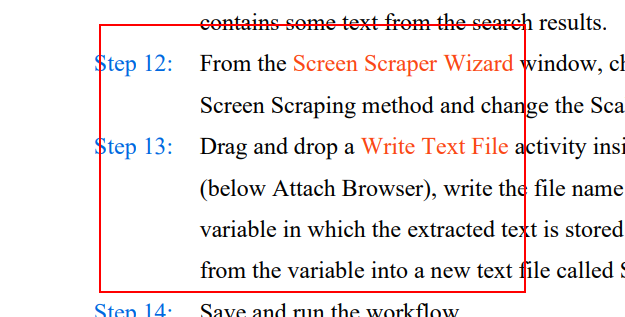 contains some text from the search results.
Step 12: From the Screen Scraper Wizard window, ch
Screen Scraping method and change the Sca
Step 13: Drag and drop a Write Text File activity insi
(below Attach Browser), write the file name
variable in which the extracted text is stored
from the variable into a new text file called S
Step 14: Save and run the workflow